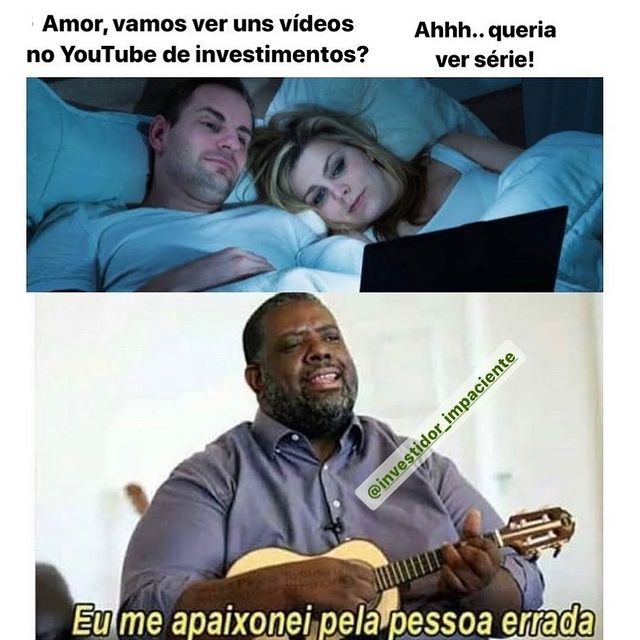 Amor, vamos ver uns vídeos
no YouTube de investimentos?
Ahhh.. queria
ver série!
@investidor_impaciente
Eu me apaixonei pela pessoa errada